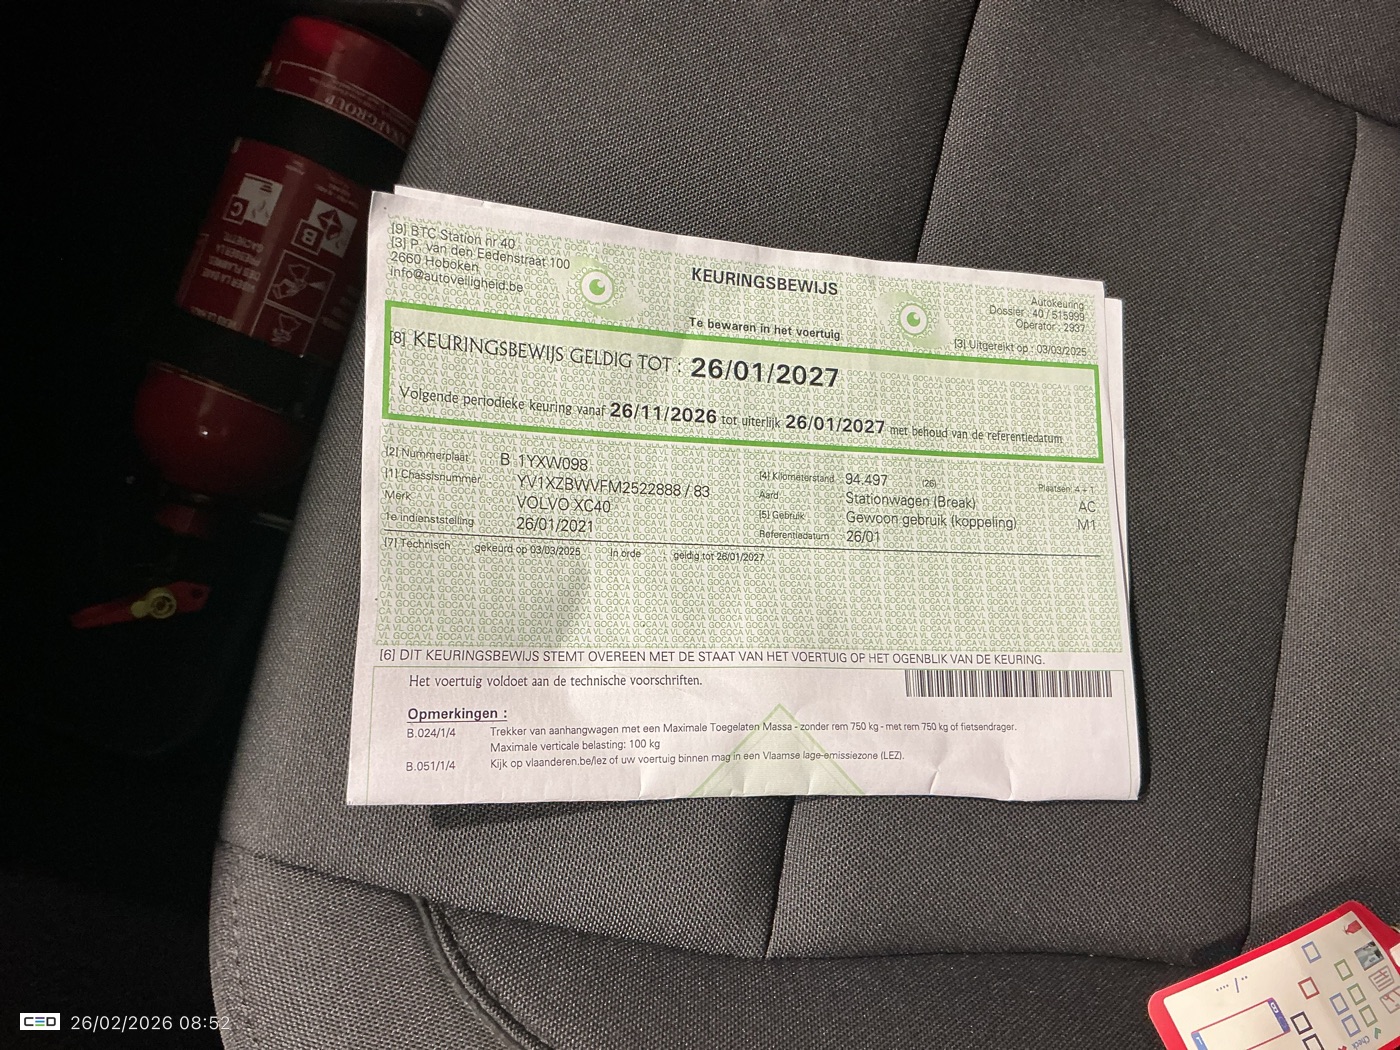 [9] BTC Station nr 40
[3] P. van den Eedenstraat 100
2660 Hoboken
info@autoveiligheid.be
KEURINGSBEWIJS
Te bewaren in het voertuig
Autokeuring
Dossier : 40 / 515999
Operator : 2937
[3] Uitgereikt op : 03/03/2025
[8] KEURINGSBEWIJS GELDIG TOT : 26/01/2027
Volgende periodieke keuring vanaf 26/11/2026 tot uiterlijk 26/01/2027 met behoud van de referentiedatum
[2] Nummerplaat B 1YXW098
[1] Chassisnummer YV1XZBWVFM2522888 / 83
Merk VOLVO XC40
1e indienststelling 26/01/2021
[4] Kilometerstand 94.497 (26) Plaatsen: 4 + 1
Aard Stationwagen (Break) AC
[5] Gebruik Gewoon gebruik (koppeling) M1
Referentiedatum 26/01
[7] Technisch gekeurd op 03/03/2025 In orde geldig tot 26/01/2027
[6] DIT KEURINGSBEWIJS STEMT OVEREEN MET DE STAAT VAN HET VOERTUIG OP HET OGENBLIK VAN DE KEURING.
Het voertuig voldoet aan de technische voorschriften.
Opmerkingen :
B.024/1/4 Trekker van aanhangwagen met een Maximale Toegelaten Massa - zonder rem 750 kg - met rem 750 kg of fietsendrager.
Maximale verticale belasting: 100 kg
B.051/1/4 Kijk op vlaanderen.be/lez of uw voertuig binnen mag in een Vlaamse lage-emissiezone (LEZ).
C
B
CED 26/02/2026 08:52